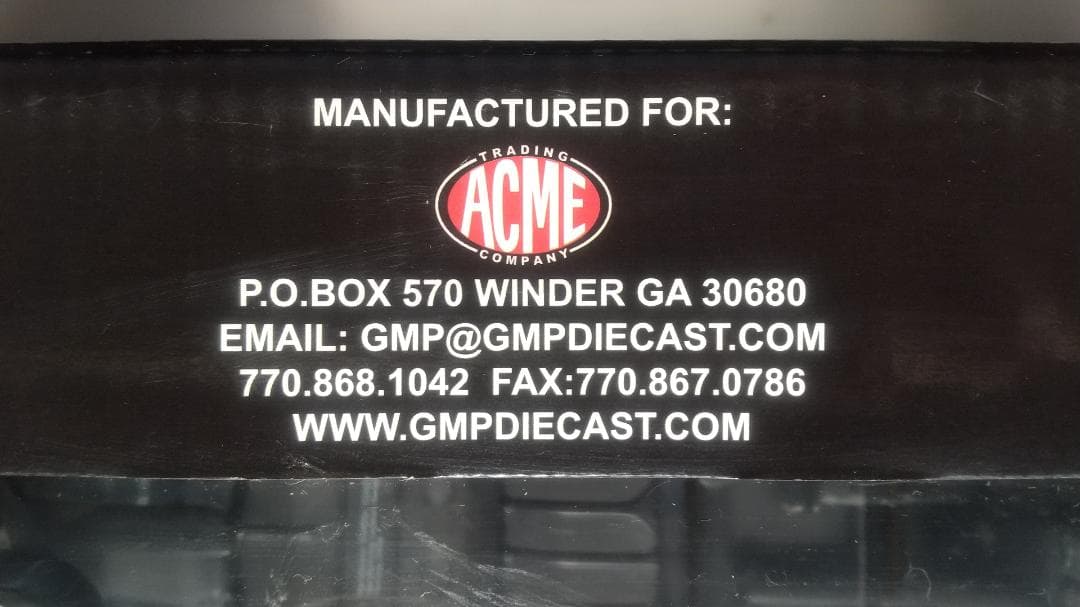 MANUFACTURED FOR:
TRADING
ACME
COMPANY
P.O.BOX 570 WINDER GA 30680
EMAIL: GMP@GMPDIECAST.COM
770.868.1042 FAX:770.867.0786
WWW.GMPDIECAST.COM